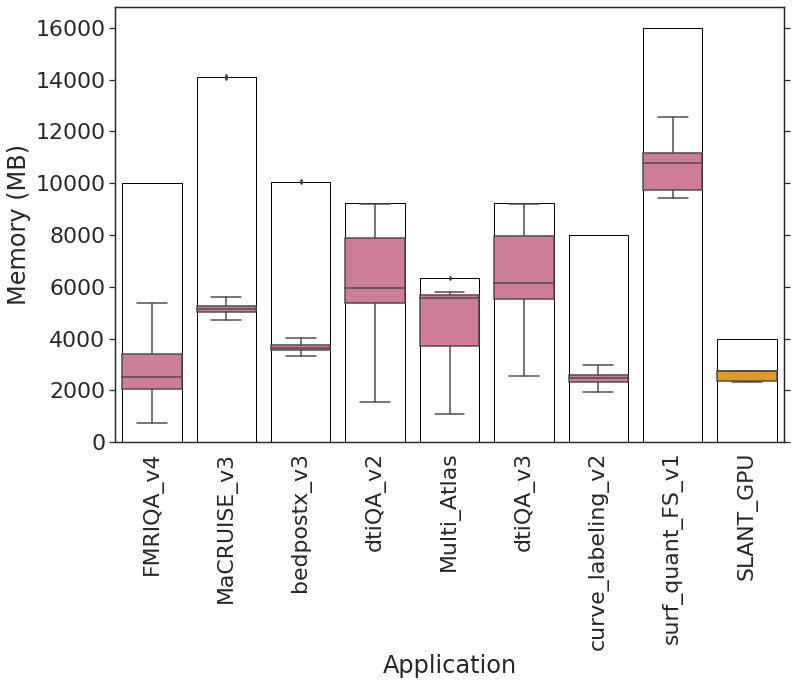 Memory (MB)
16000
14000
12000
10000
8000
6000
4000
2000
0
FMRIQA_v4
MaCRUISE_v3
bedpostx_v3
dtiQA_v2
Multi_Atlas
dtiQA_v3
curve_labeling_v2
surf_quant_FS_v1
SLANT_GPU
Application